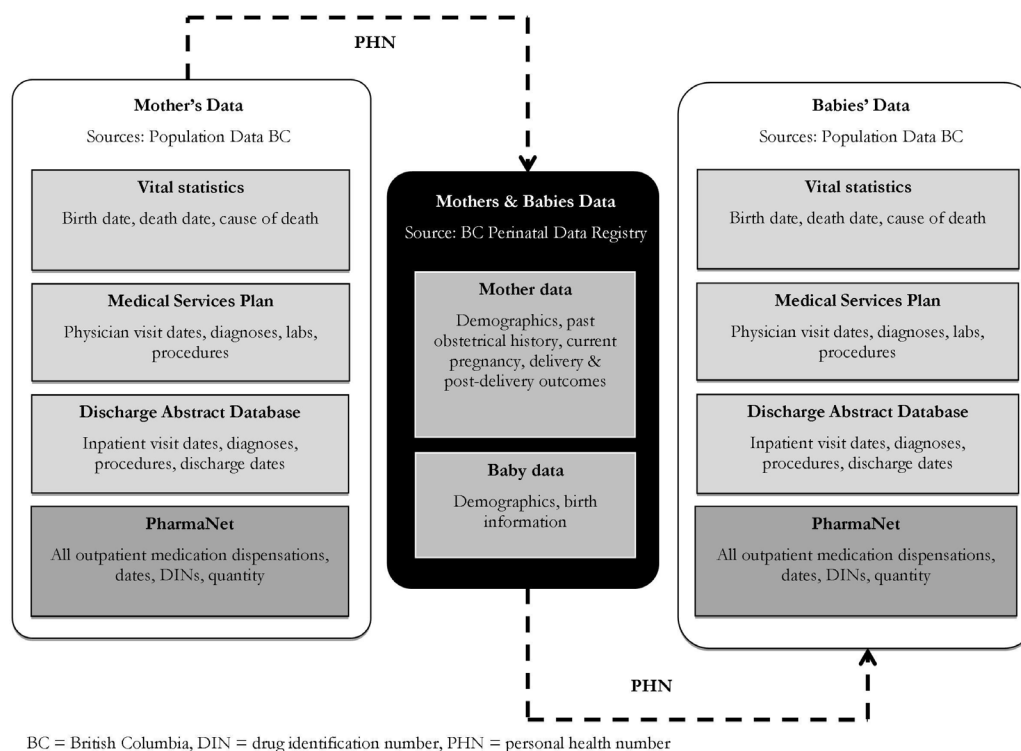 PHN
Mother's Data
Sources: Population Data BC
Vital statistics
Birth date, death date, cause of death
Medical Services Plan
Physician visit dates, diagnoses, labs,
procedures
Discharge Abstract Database
Inpatient visit dates, diagnoses,
procedures, discharge dates
PharmaNet
All outpatient medication dispensations,
dates, DINs, quantity
Mothers & Babies Data
Source: BC Perinatal Data Registry
Mother data
Demographics, past
obstetrical history, current
pregnancy, delivery &
post-delivery outcomes
Baby data
Demographics, birth
information
Babies' Data
Sources: Population Data BC
Vital statistics
Birth date, death date, cause of death
Medical Services Plan
Physician visit dates, diagnoses, labs,
procedures
Discharge Abstract Database
Inpatient visit dates, diagnoses,
procedures, discharge dates
PharmaNet
All outpatient medication dispensations,
dates, DINs, quantity
PHN
BC = British Columbia, DIN = drug identification number, PHN = personal health number